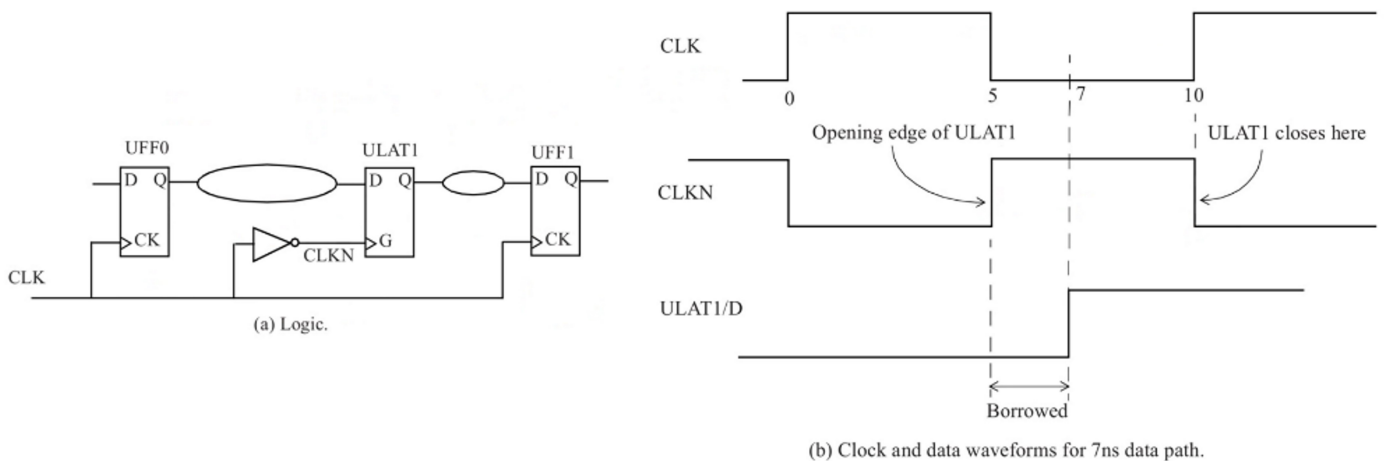 UFF0
ULAT1
UFF1
D Q
D Q
D Q
CK
G
CK
CLKN
CLK
(a) Logic.
CLK
0
5
7
10
Opening edge of ULAT1
ULAT1 closes here
CLKN
ULAT1/D
Borrowed
(b) Clock and data waveforms for 7ns data path.